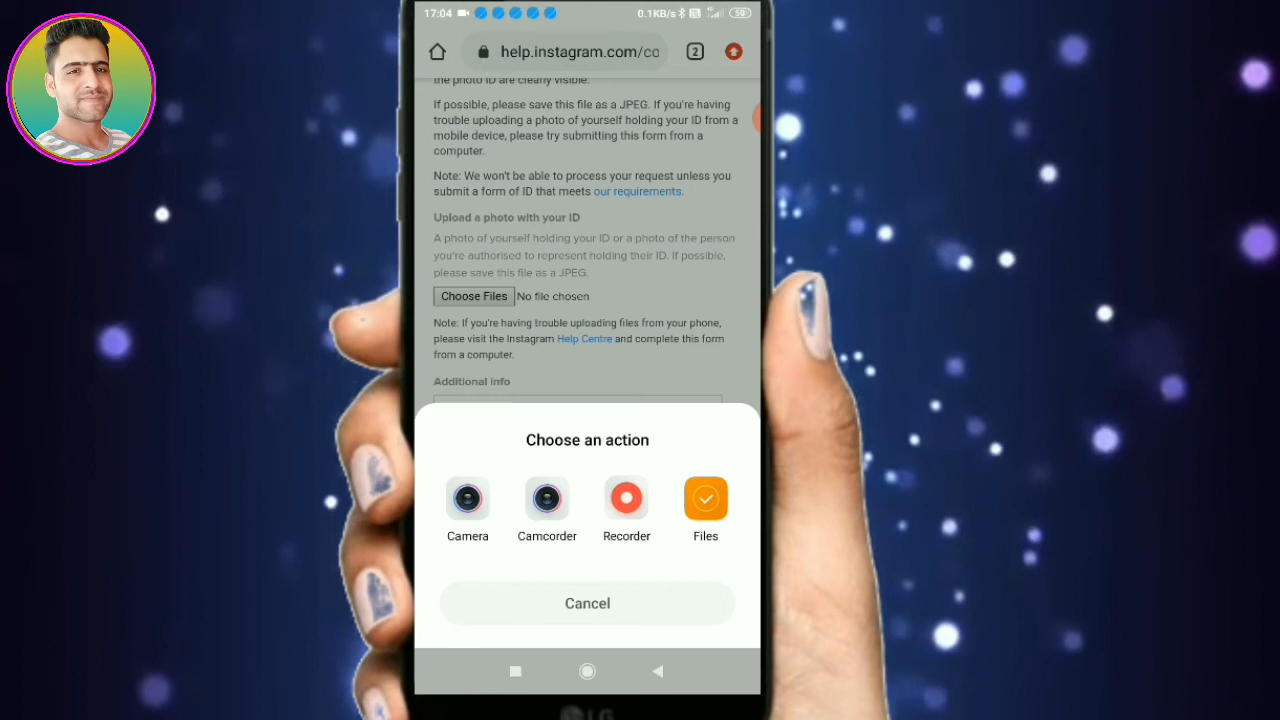 17:04
0.1KB/s
59
help.instagram.com/co
2
the photo ID are clearly visible.
If possible, please save this file as a JPEG. If you're having
trouble uploading a photo of yourself holding your ID from a
mobile device, please try submitting this form from a
computer.
Note: We won't be able to process your request unless you
submit a form of ID that meets our requirements.
Upload a photo with your ID
A photo of yourself holding your ID or a photo of the person
you're authorised to represent holding their ID. If possible,
please save this file as a JPEG.
Choose Files No file chosen
Note: If you're having trouble uploading files from your phone,
please visit the Instagram Help Centre and complete this form
from a computer.
Additional info
Choose an action
Camera Camcorder Recorder Files
Cancel
LG